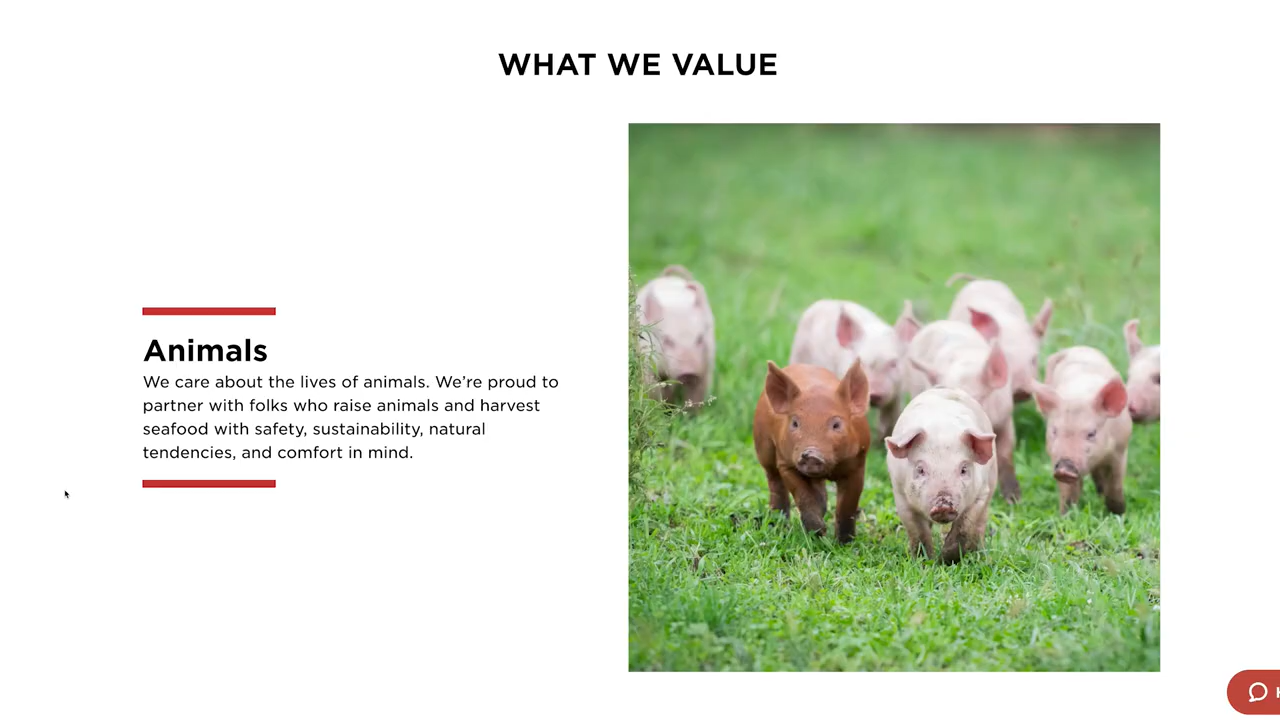 WHAT WE VALUE
Animals
We care about the lives of animals. We’re proud to
partner with folks who raise animals and harvest
seafood with safety, sustainability, natural
tendencies, and comfort in mind.